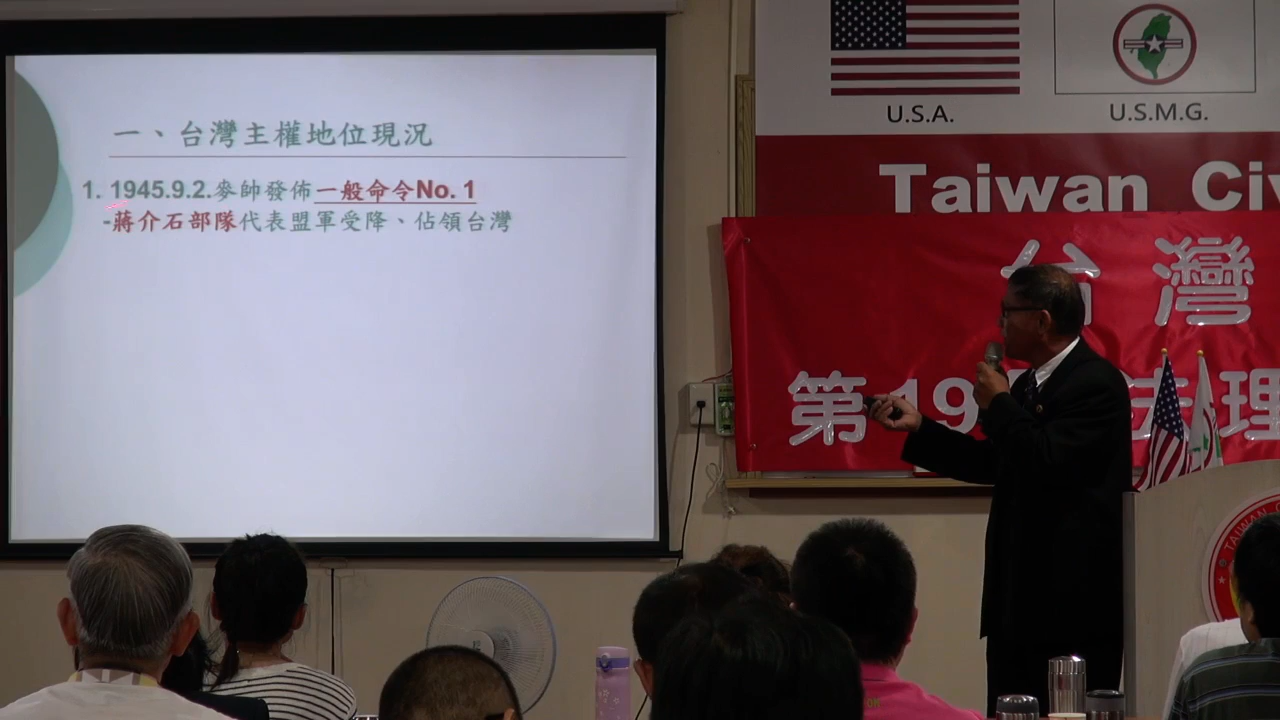 一、台灣主權地位現況
1. 1945.9.2.麥帥發佈一般命令No. 1
-蔣介石部隊代表盟軍受降、佔領台灣
U.S.A.
U.S.M.G.
Taiwan Civ
台灣
第19
法理
TAIWAN